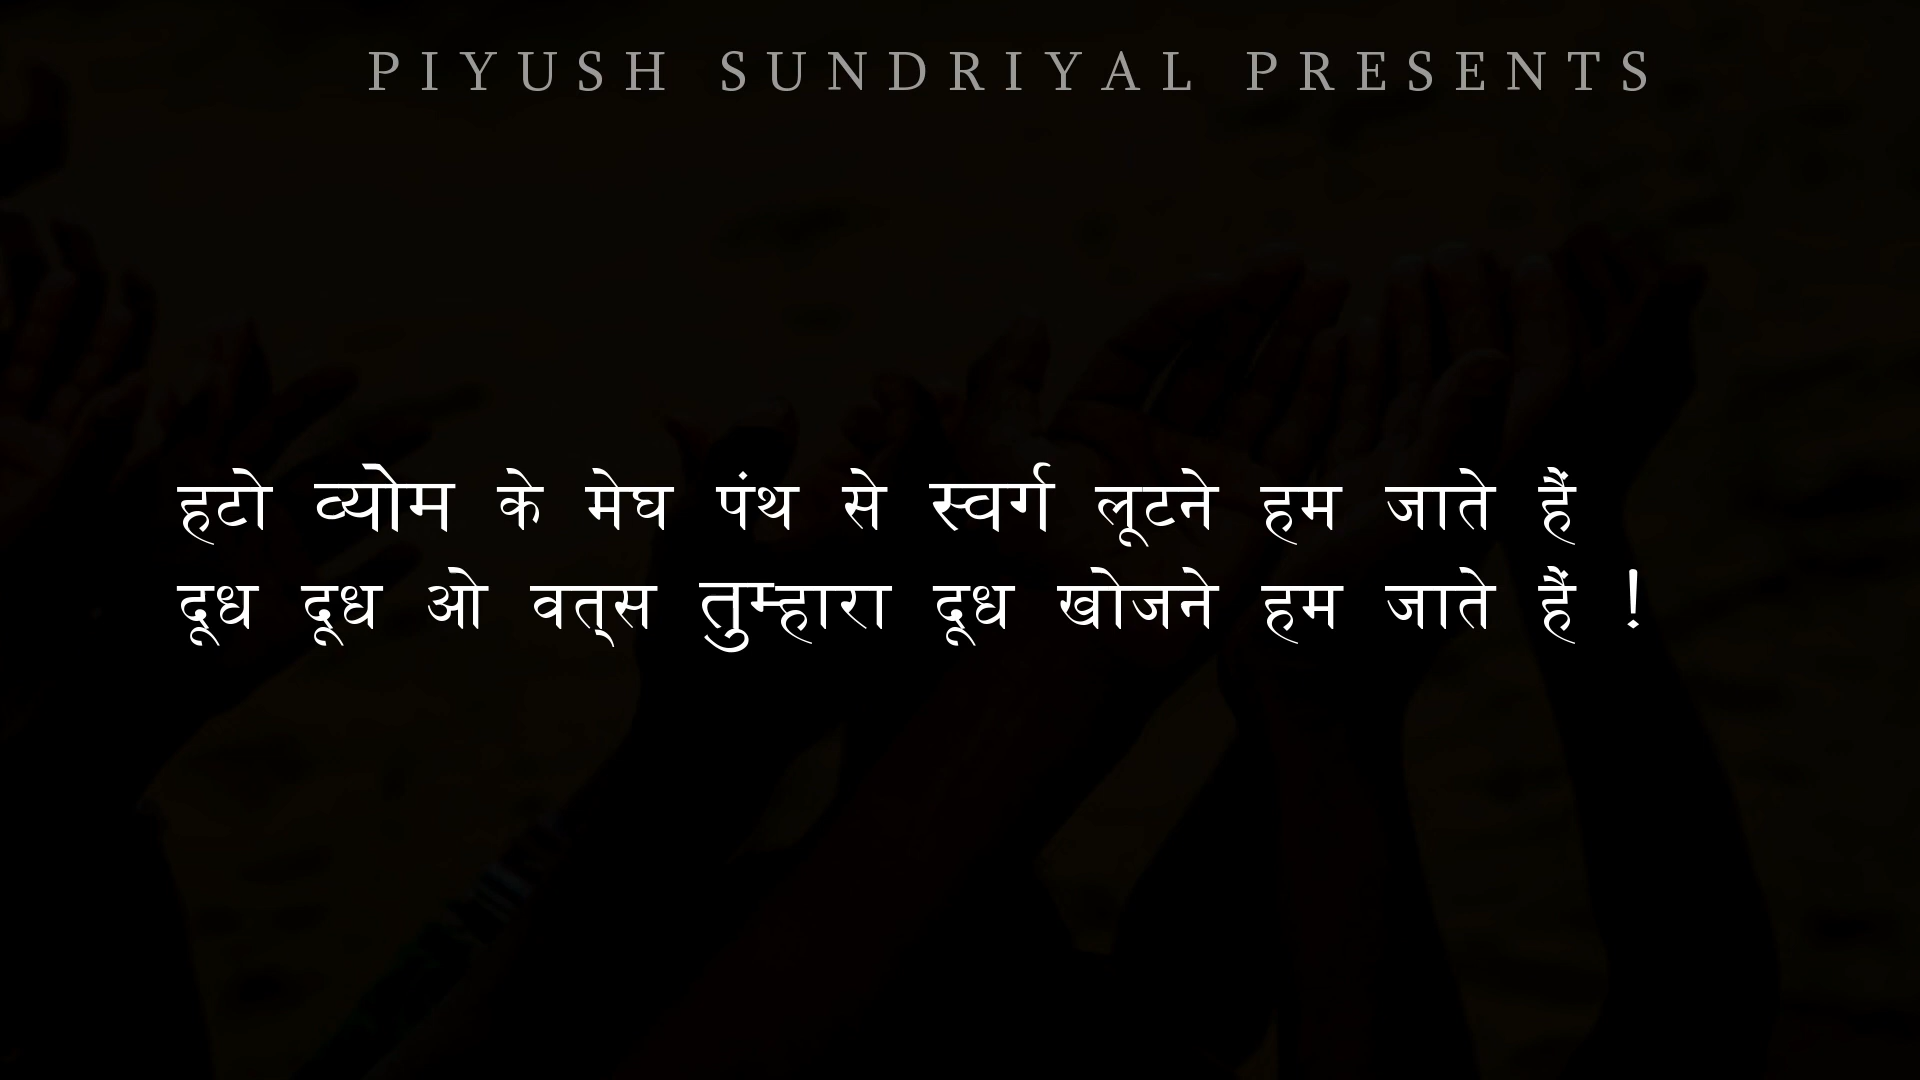 PIYUSH SUNDRIYAL PRESENTS
हटो व्योम के मेघ पंथ से स्वर्ग लूटने हम जाते हैं
दूध दूध ओ वत्स तुम्हारा दूध खोजने हम जाते हैं !